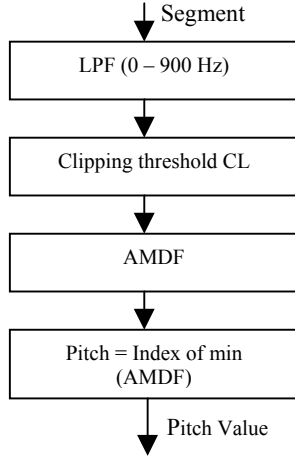 Segment
LPF (0 – 900 Hz)
Clipping threshold CL
AMDF
Pitch = Index of min
(AMDF)
Pitch Value